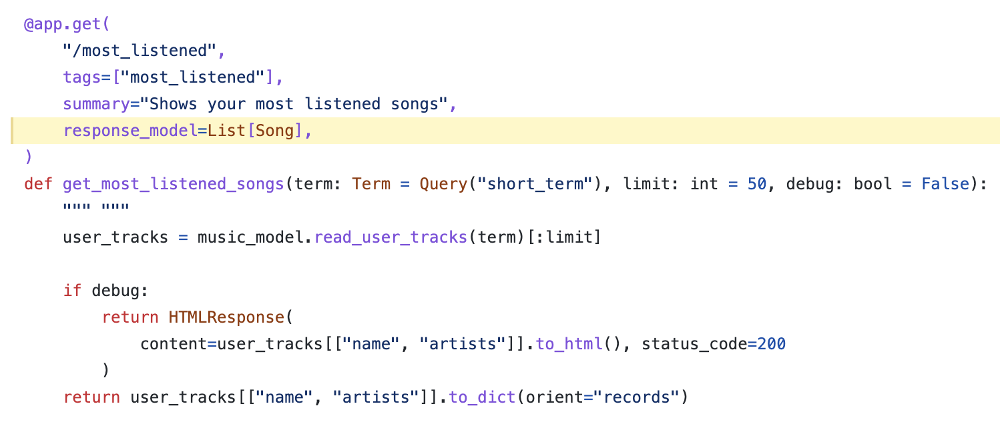 @app.get(
    "/most_listened",
    tags=["most_listened"],
    summary="Shows your most listened songs",
    response_model=List[Song],
)
def get_most_listened_songs(term: Term = Query("short_term"), limit: int = 50, debug: bool = False):
    """ """
    user_tracks = music_model.read_user_tracks(term)[:limit]

    if debug:
        return HTMLResponse(
            content=user_tracks[["name", "artists"]].to_html(), status_code=200
        )
    return user_tracks[["name", "artists"]].to_dict(orient="records")